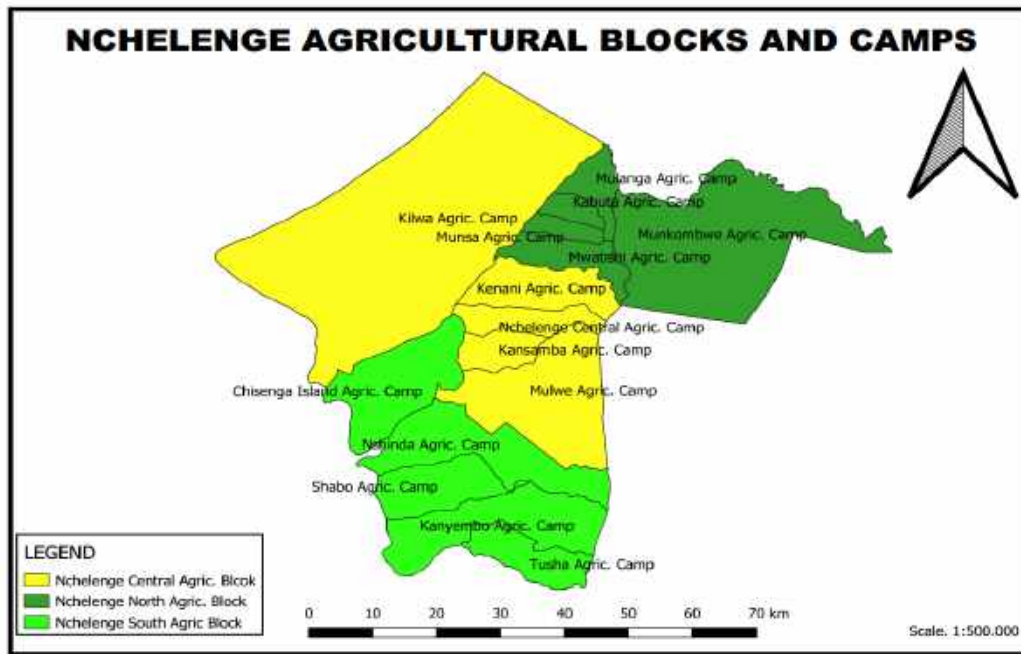 NCHELENGE AGRICULTURAL BLOCKS AND CAMPS
Mulanga Agric. Camp
Kabuta Agric. Camp
Kilwa Agric. Camp
Munsa Agric. Camp
Munkombwe Agric. Camp
Mwatishi Agric. Camp
Kenani Agric. Camp
Nchelenge Central Agric. Camp
Kansamba Agric. Camp
Chisenga Island Agric. Camp
Mulwe Agric. Camp
Nshinda Agric. Camp
Shabo Agric. Camp
Kanyembo Agric. Camp
Tusha Agric. Camp
LEGEND
Nchelenge Central Agric. Blcok
Nchelenge North Agric. Block
Nchelenge South Agric Block
0 10 20 30 40 50 60 70 km
Scale. 1:500.000